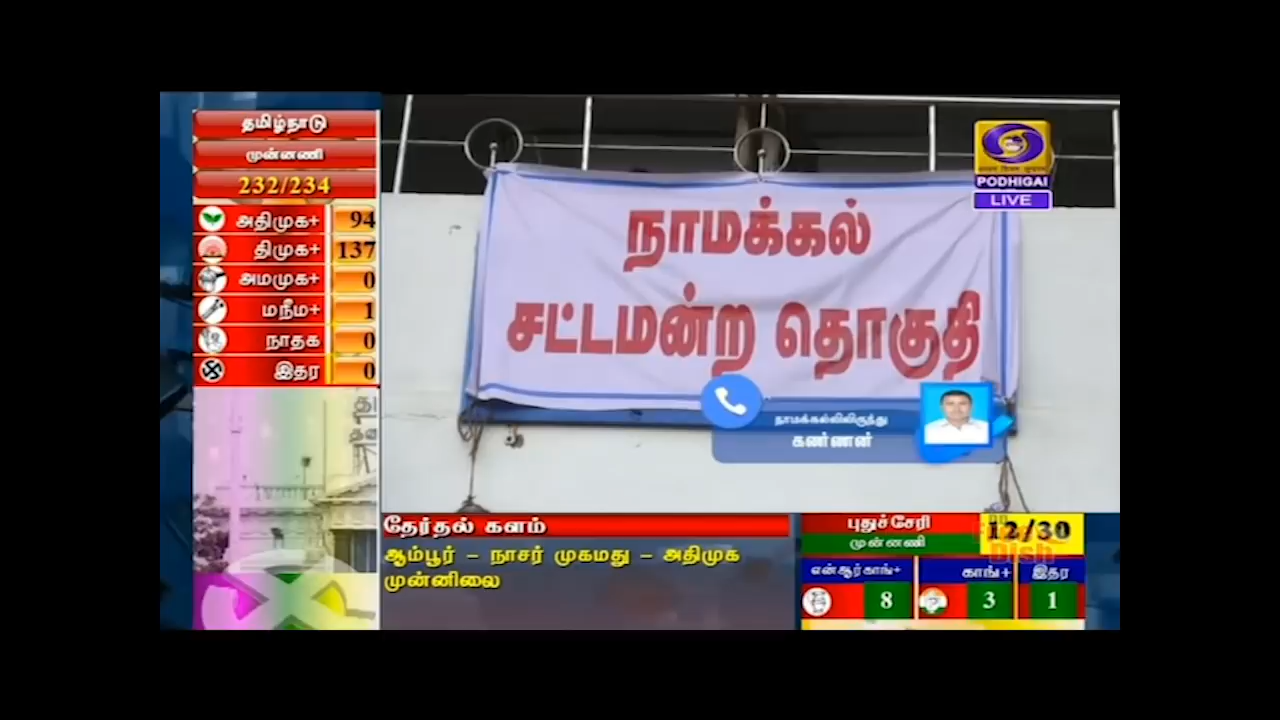 தமிழ்நாடு
முன்னணி
232/234
அதிமுக+ 94
திமுக+ 137
அமமுக+ 0
மநீம+ 1
நாதக 0
இதர 0
நாமக்கல்
சட்டமன்ற தொகுதி
PODHIGAI
LIVE
நாமக்கல்லிலிருந்து
கண்ணன்
தேர்தல் களம்
ஆம்பூர் – நாசர் முகமது – அதிமுக
முன்னிலை
புதுச்சேரி
முன்னணி
12/30
என்ஆர்காங்+ காங்+ இதர
8 3 1